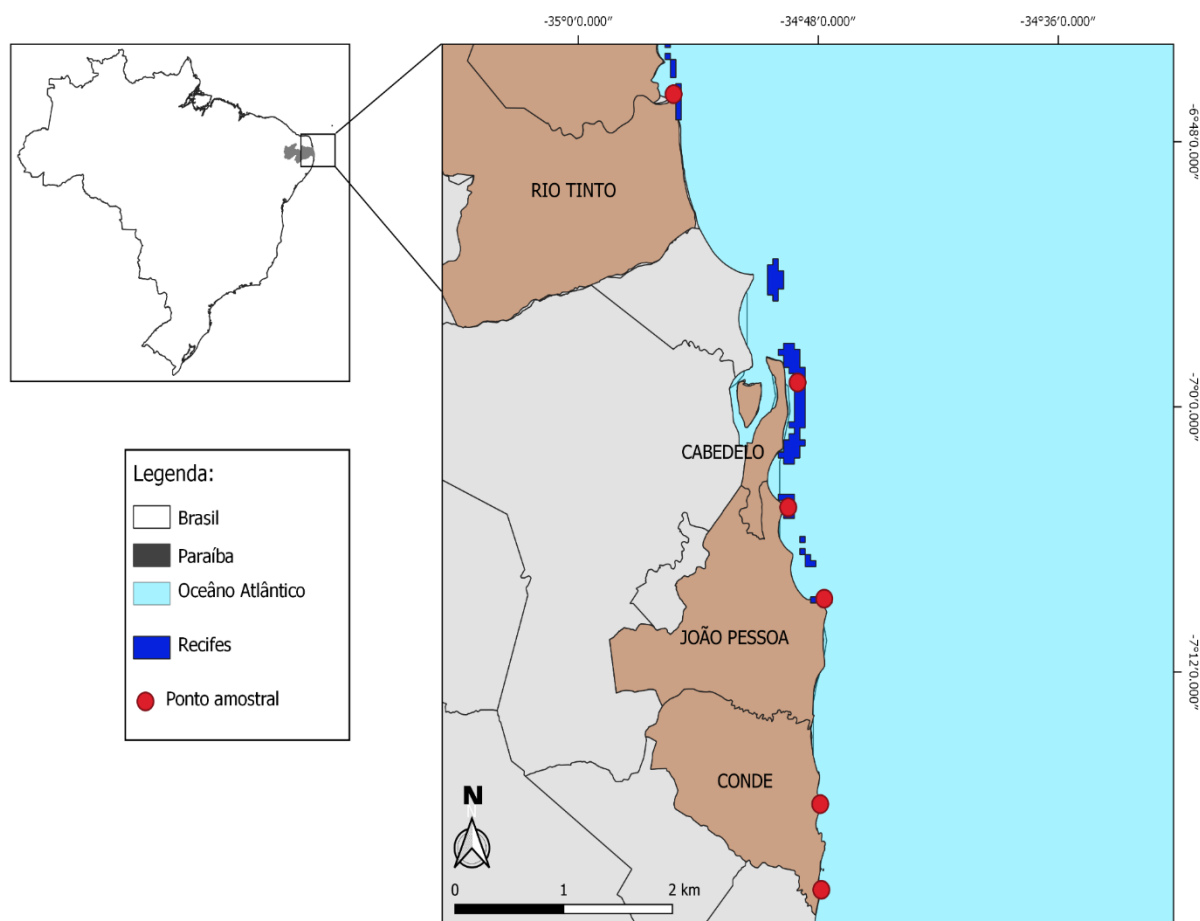 -35°0'0.000"
-34°48'0.000"
-34°36'0.000"
-6°48'0.000"
RIO TINTO
-7°0'0.000"
CABEDELO
Legenda:
Brasil
Paraíba
Oceâno Atlântico
Recifes
Ponto amostral
JOÃO PESSOA
-7°12'0.000"
CONDE
N
0 1 2 km